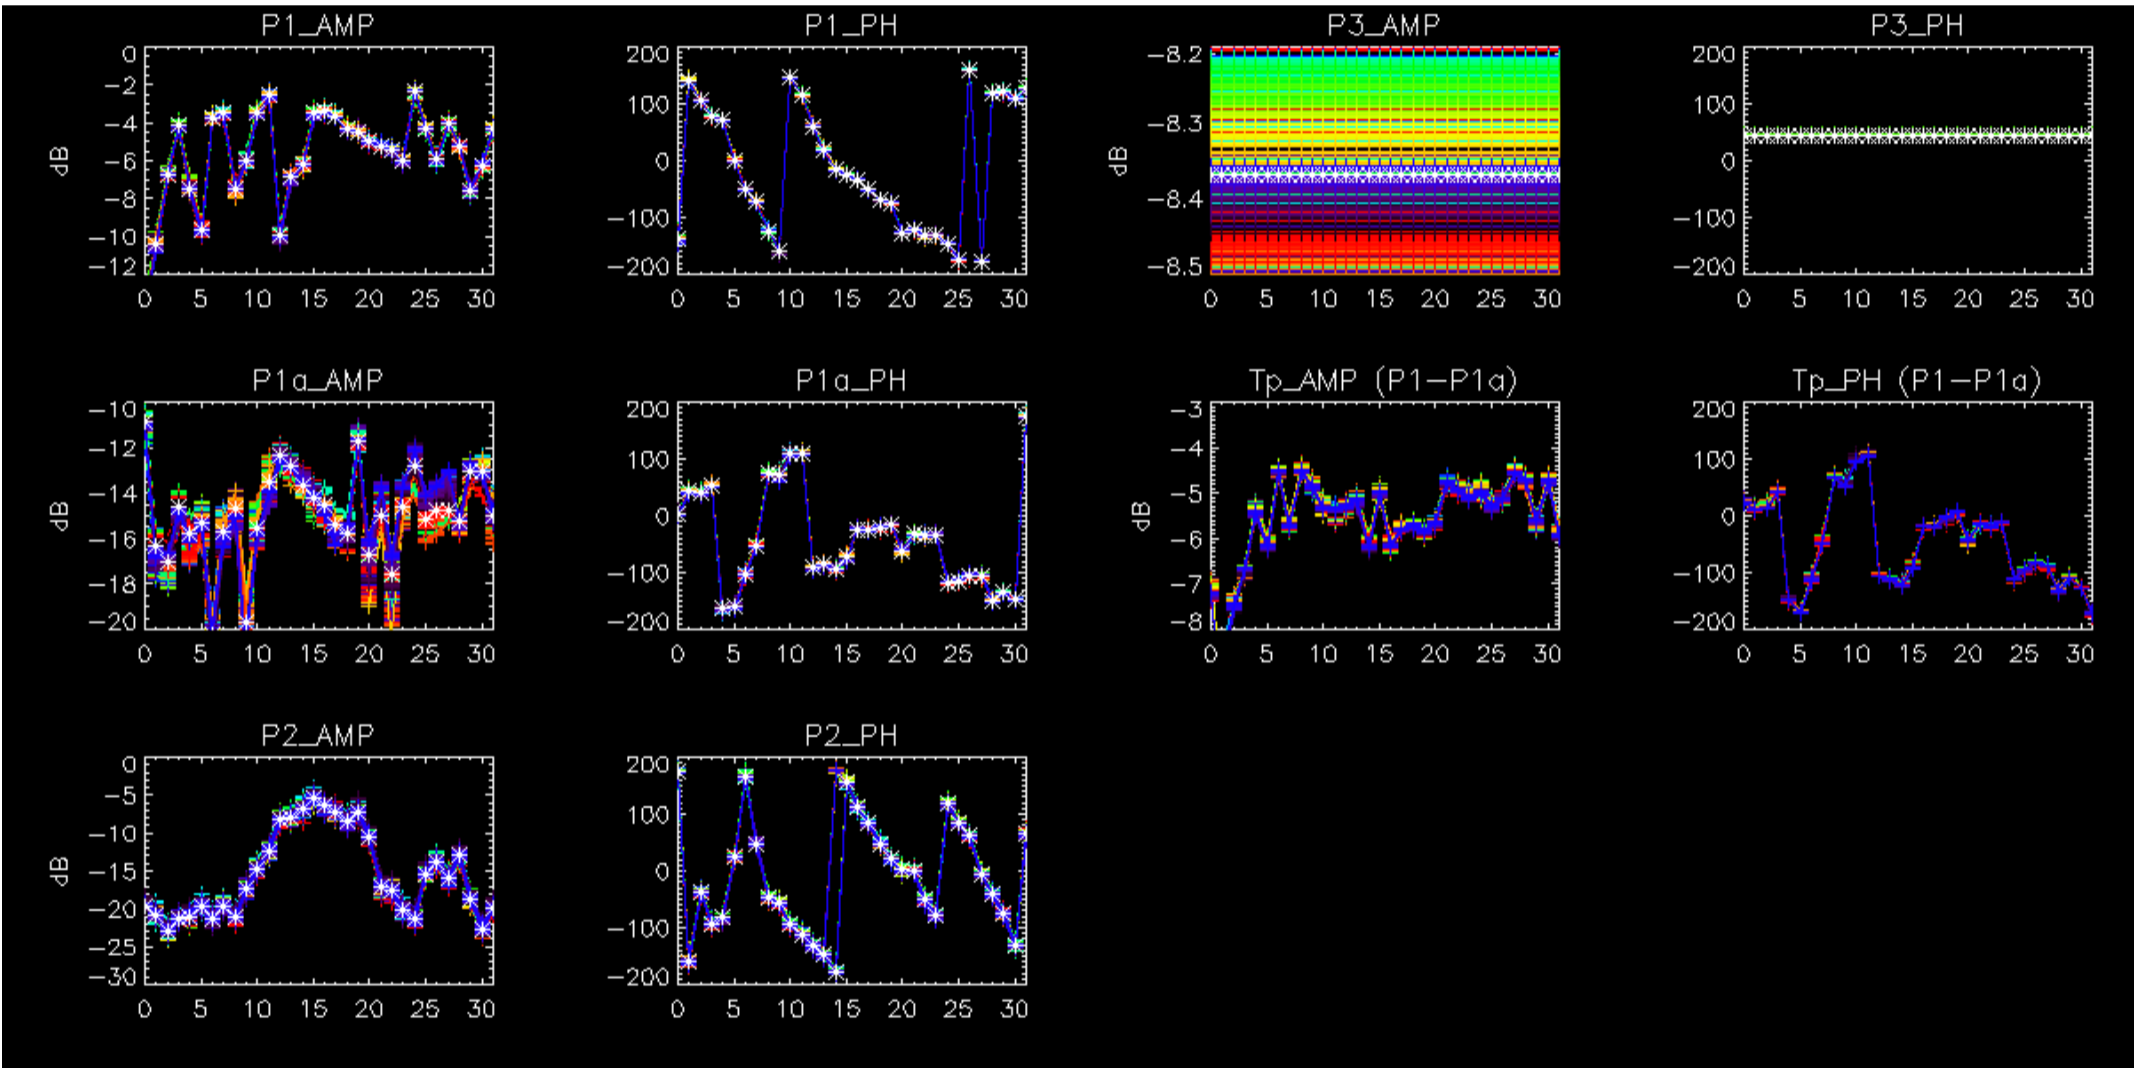 P1_AMP
0
−2
−4
−6
−8
−10
−12
dB
0 5 10 15 20 25 30
P1_PH
200
100
0
−100
−200
0 5 10 15 20 25 30
P3_AMP
−8.2
−8.3
−8.4
−8.5
dB
0 5 10 15 20 25 30
P3_PH
200
100
0
−100
−200
0 5 10 15 20 25 30
P1a_AMP
−10
−12
−14
−16
−18
−20
dB
0 5 10 15 20 25 30
P1a_PH
200
100
0
−100
−200
0 5 10 15 20 25 30
Tp_AMP (P1−P1a)
−3
−4
−5
−6
−7
−8
dB
0 5 10 15 20 25 30
Tp_PH (P1−P1a)
200
100
0
−100
−200
0 5 10 15 20 25 30
P2_AMP
0
−5
−10
−15
−20
−25
−30
dB
0 5 10 15 20 25 30
P2_PH
200
100
0
−100
−200
0 5 10 15 20 25 30